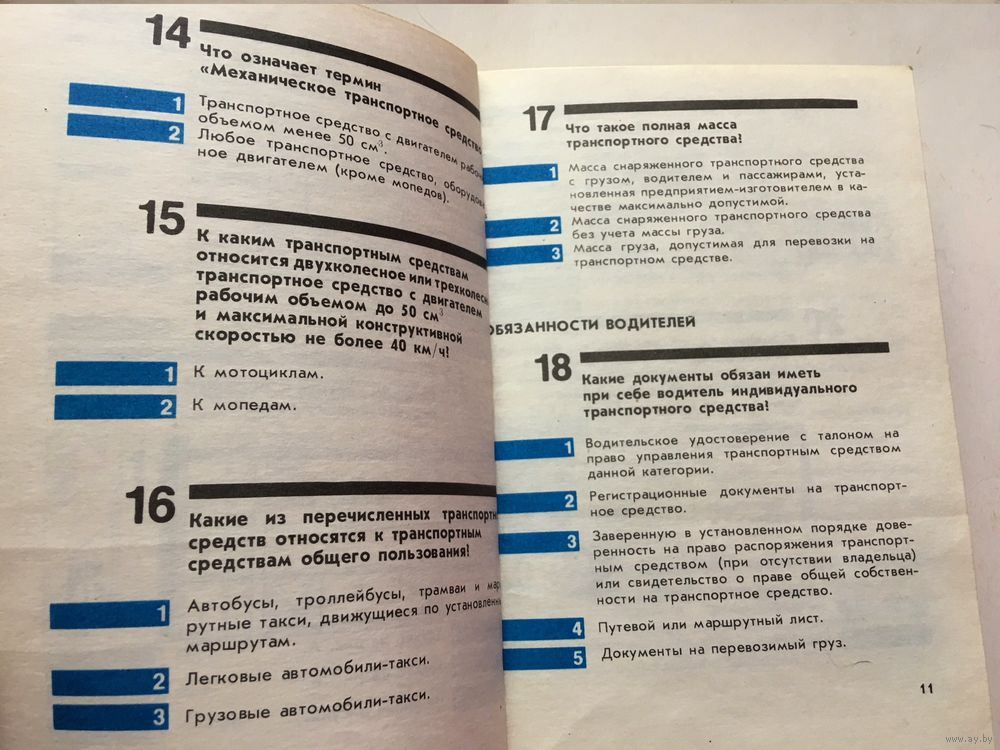 14
Что означает термин
«Механическое транспортное средство
1 Транспортное средство с двигателем рабоч
объемом менее 50 см³.
2 Любое транспортное средство, оборудова
ное двигателем (кроме мопедов).
15
К каким транспортным средствам
относится двухколесное или трехколесн
транспортное средство с двигателем
рабочим объемом до 50 см³
и максимальной конструктивной
скоростью не более 40 км/ч!
1 К мотоциклам.
2 К мопедам.
16
Какие из перечисленных транспортн
средств относятся к транспортным
средствам общего пользования!
1 Автобусы, троллейбусы, трамваи и мар
рутные такси, движущиеся по установленн
маршрутам.
2 Легковые автомобили-такси.
3 Грузовые автомобили-такси.
17
Что такое полная масса
транспортного средства!
1 Масса снаряженного транспортного средства
с грузом, водителем и пассажирами, уста-
новленная предприятием-изготовителем в ка-
честве максимально допустимой.
2 Масса снаряженного транспортного средства
без учета массы груза.
3 Масса груза, допустимая для перевозки на
транспортном средстве.
ОБЯЗАННОСТИ ВОДИТЕЛЕЙ
18
Какие документы обязан иметь
при себе водитель индивидуального
транспортного средства!
1 Водительское удостоверение с талоном на
право управления транспортным средством
данной категории.
2 Регистрационные документы на транспорт-
ное средство.
3 Заверенную в установленном порядке дове-
ренность на право распоряжения транспорт-
ным средством (при отсутствии владельца)
или свидетельство о праве общей собствен-
ности на транспортное средство.
4 Путевой или маршрутный лист.
5 Документы на перевозимый груз.
11
www.ay.by